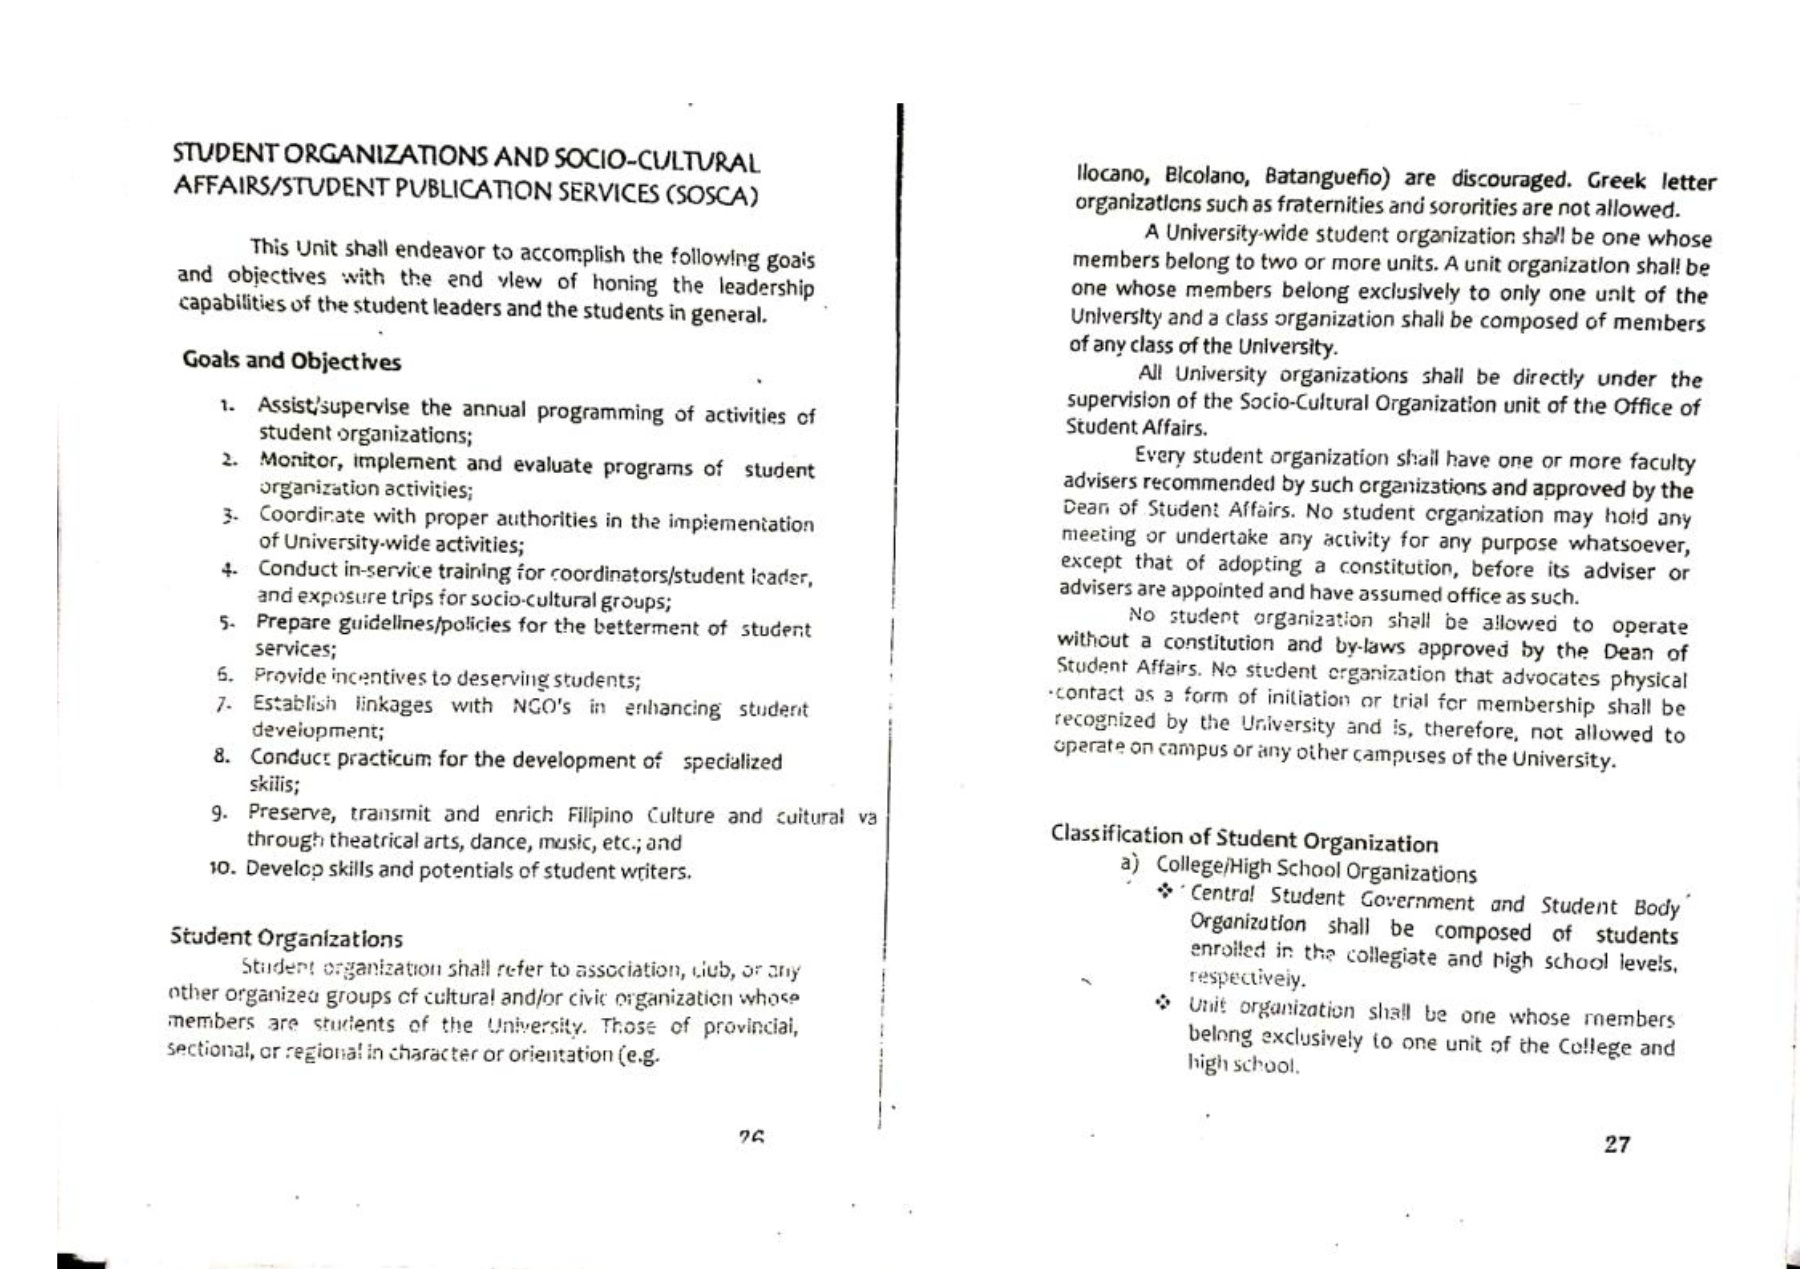 STUDENT ORGANIZATIONS AND SOCIO-CULTURAL
AFFAIRS/STUDENT PUBLICATION SERVICES (SOSCA)
This Unit shall endeavor to accomplish the following goals
and objectives with the end view of honing the leadership
capabilities of the student leaders and the students in general.
Goals and Objectives
1. Assist/supervise the annual programming of activities of
student organizations;
2. Monitor, implement and evaluate programs of student
organization activities;
3. Coordinate with proper authorities in the implementation
of University-wide activities;
4. Conduct in-service training for coordinators/student leader,
and exposure trips for socio-cultural groups;
5. Prepare guidelines/policies for the betterment of student
services;
6. Provide incentives to deserving students;
7. Establish linkages with NGO's in enhancing student
development;
8. Conduct practicum for the development of specialized
skills;
9. Preserve, transmit and enrich Filipino Culture and cultural va
through theatrical arts, dance, music, etc.; and
10. Develop skills and potentials of student writers.
Student Organizations
Student organization shall refer to association, club, or any
other organized groups of cultural and/or civic organization whose
members are students of the University. Those of provincial,
sectional, or regional in character or orientation (e.g.
26
Ilocano, Bicolano, Batangueño) are discouraged. Greek letter
organizations such as fraternities and sororities are not allowed.
A University-wide student organization shall be one whose
members belong to two or more units. A unit organization shall be
one whose members belong exclusively to only one unit of the
University and a class organization shall be composed of members
of any class of the University.
All University organizations shall be directly under the
supervision of the Socio-Cultural Organization unit of the Office of
Student Affairs.
Every student organization shall have one or more faculty
advisers recommended by such organizations and approved by the
Dean of Student Affairs. No student organization may hold any
meeting or undertake any activity for any purpose whatsoever,
except that of adopting a constitution, before its adviser or
advisers are appointed and have assumed office as such.
No student organization shall be allowed to operate
without a constitution and by-laws approved by the Dean of
Student Affairs. No student organization that advocates physical
contact as a form of initiation or trial for membership shall be
recognized by the University and is, therefore, not allowed to
operate on campus or any other campuses of the University.
Classification of Student Organization
a) College/High School Organizations
❖ Central Student Government and Student Body
Organization shall be composed of students
enrolled in the collegiate and high school levels,
respectively.
❖ Unit organization shall be one whose members
belong exclusively to one unit of the College and
high school.
27